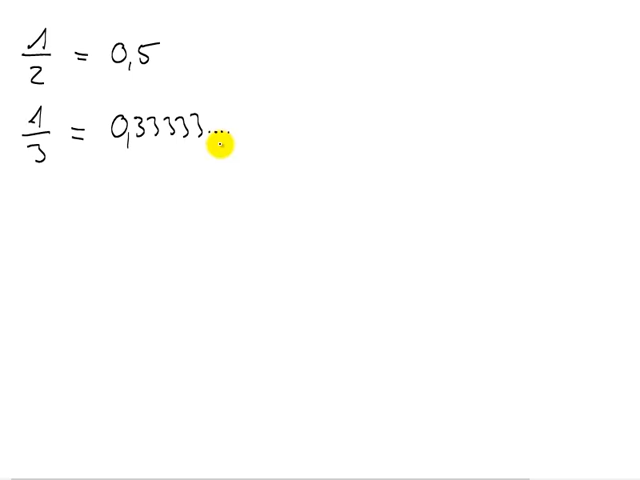 1/2 = 0,5
1/3 = 0,33333....